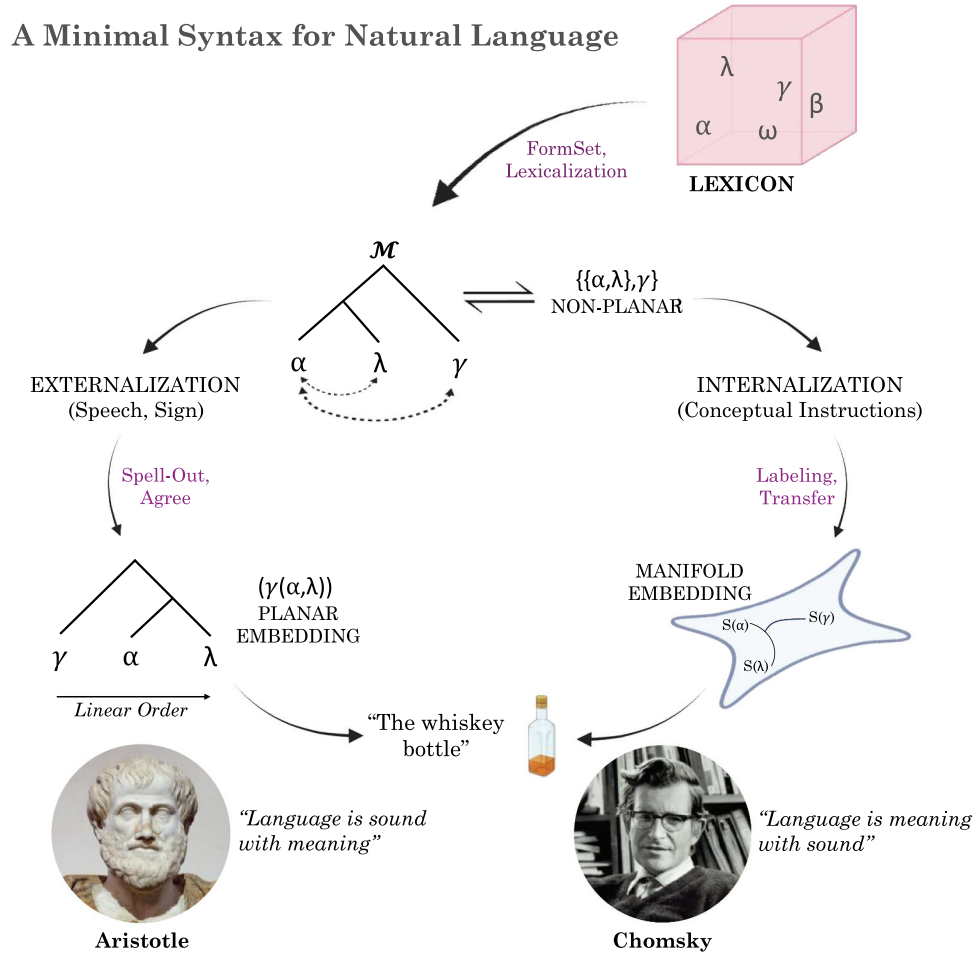 A Minimal Syntax for Natural Language
λ
γ
β
α
ω
LEXICON
FormSet,
Lexicalization
ℳ
α
λ
γ
{{α,λ},γ}
NON-PLANAR
EXTERNALIZATION
(Speech, Sign)
INTERNALIZATION
(Conceptual Instructions)
Spell-Out,
Agree
Labeling,
Transfer
γ
α
λ
Linear Order
(γ(α,λ))
PLANAR
EMBEDDING
MANIFOLD
EMBEDDING
S(α)
S(γ)
S(λ)
“The whiskey
bottle”
“Language is sound
with meaning”
Aristotle
“Language is meaning
with sound”
Chomsky